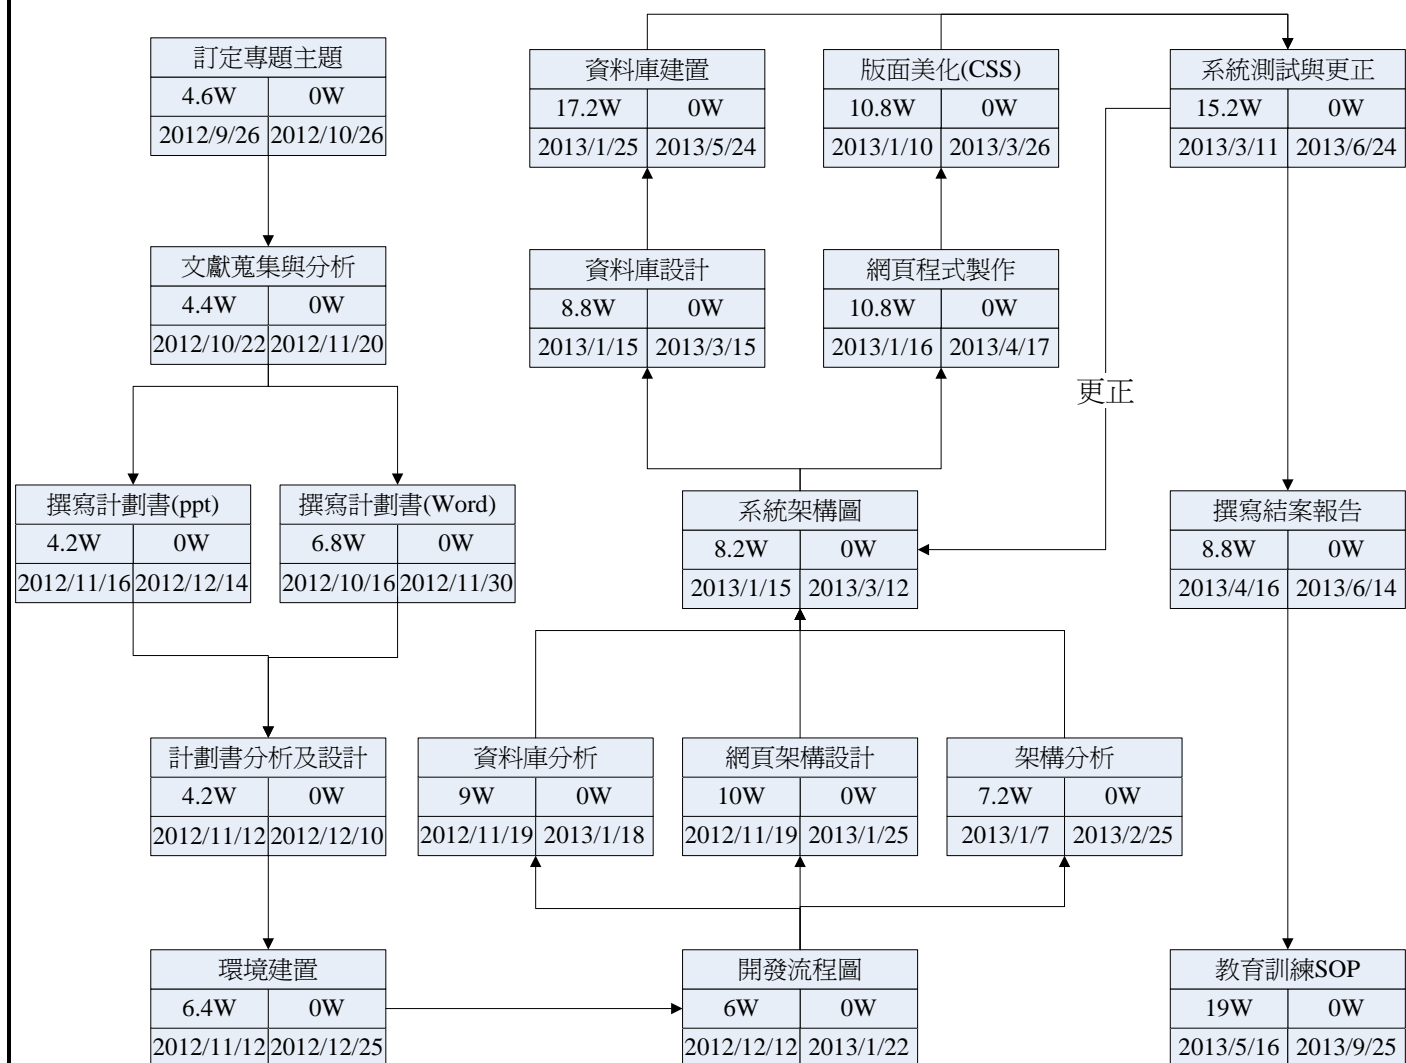 訂定專題主題
4.6W 0W
2012/9/26 2012/10/26
文獻蒐集與分析
4.4W 0W
2012/10/22 2012/11/20
撰寫計劃書(ppt)
4.2W 0W
2012/11/16 2012/12/14
撰寫計劃書(Word)
6.8W 0W
2012/10/16 2012/11/30
計劃書分析及設計
4.2W 0W
2012/11/12 2012/12/10
環境建置
6.4W 0W
2012/11/12 2012/12/25
開發流程圖
6W 0W
2012/12/12 2013/1/22
資料庫分析
9W 0W
2012/11/19 2013/1/18
網頁架構設計
10W 0W
2012/11/19 2013/1/25
架構分析
7.2W 0W
2013/1/7 2013/2/25
系統架構圖
8.2W 0W
2013/1/15 2013/3/12
資料庫設計
8.8W 0W
2013/1/15 2013/3/15
網頁程式製作
10.8W 0W
2013/1/16 2013/4/17
資料庫建置
17.2W 0W
2013/1/25 2013/5/24
版面美化(CSS)
10.8W 0W
2013/1/10 2013/3/26
系統測試與更正
15.2W 0W
2013/3/11 2013/6/24
更正
撰寫結案報告
8.8W 0W
2013/4/16 2013/6/14
教育訓練SOP
19W 0W
2013/5/16 2013/9/25